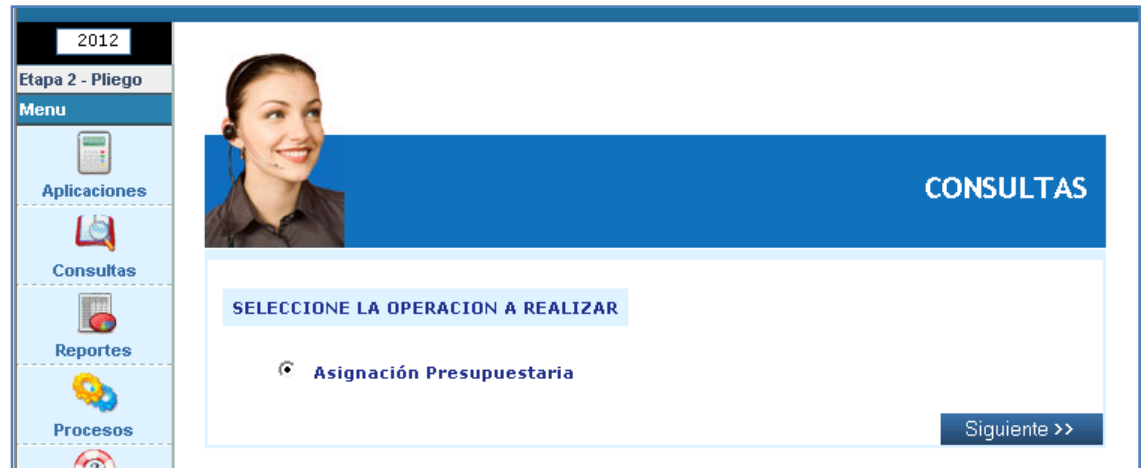 2012
Etapa 2 - Pliego
Menu
Aplicaciones
Consultas
Reportes
Procesos
CONSULTAS
SELECCIONE LA OPERACION A REALIZAR
Asignación Presupuestaria
Siguiente >>